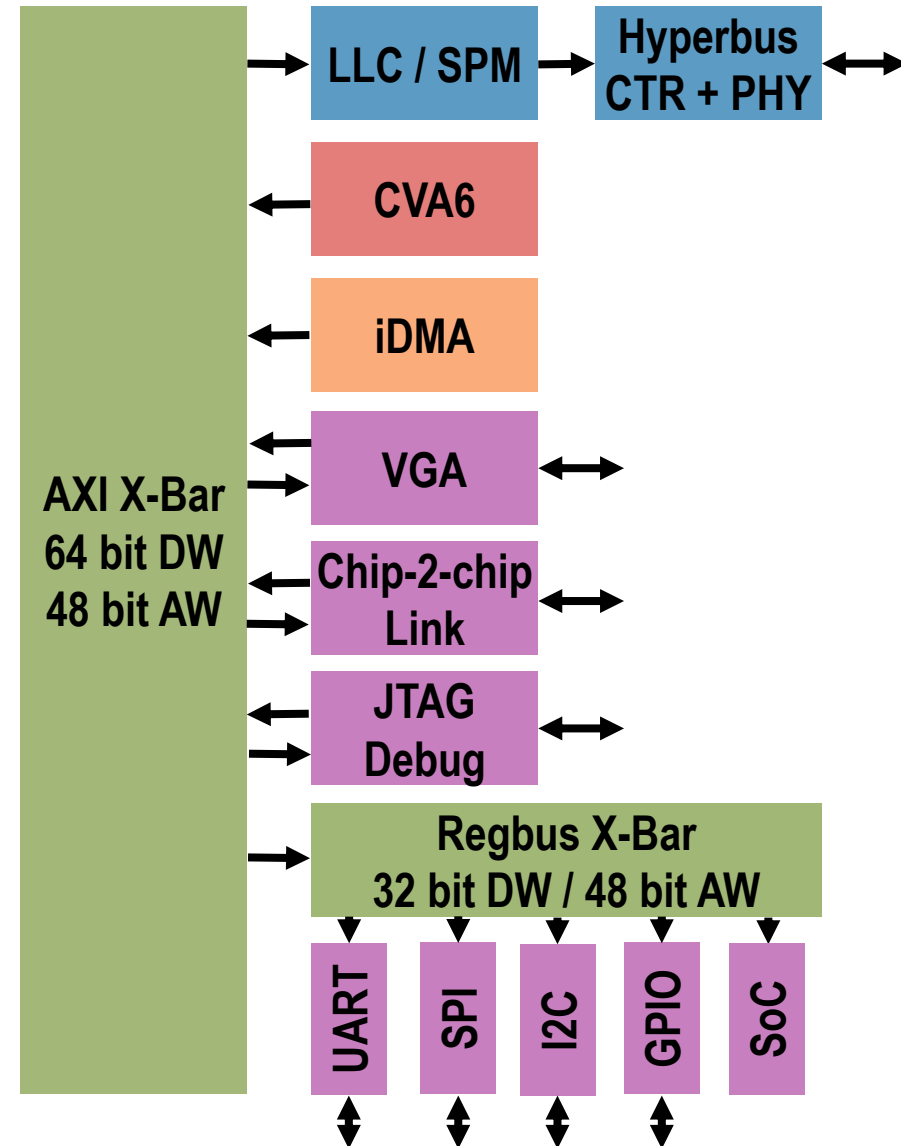 LLC / SPM
Hyperbus
CTR + PHY
CVA6
iDMA
VGA
AXI X-Bar
64 bit DW
48 bit AW
Chip-2-chip
Link
JTAG
Debug
Regbus X-Bar
32 bit DW / 48 bit AW
UART
SPI
I2C
GPIO
SoC